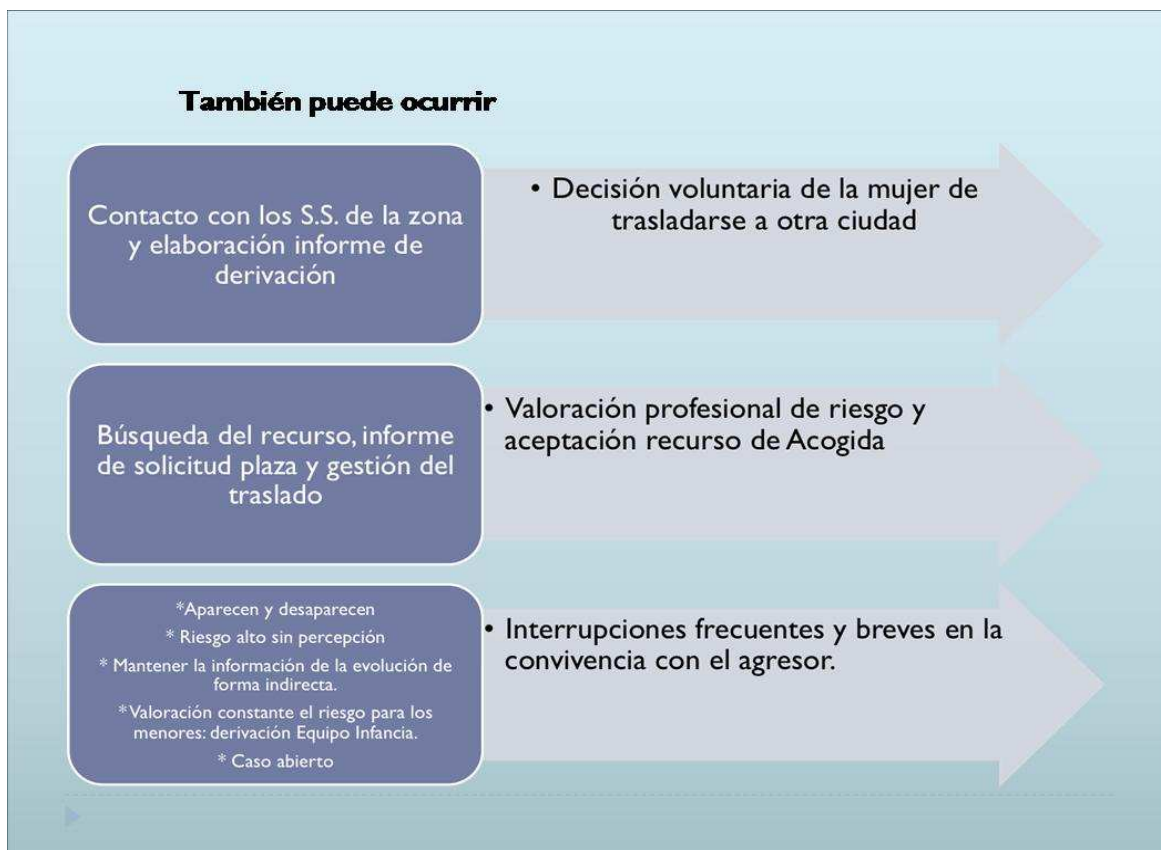 También puede ocurrir
Contacto con los S.S. de la zona
y elaboración informe de
derivación
• Decisión voluntaria de la mujer de
trasladarse a otra ciudad
Búsqueda del recurso, informe
de solicitud plaza y gestión del
traslado
• Valoración profesional de riesgo y
aceptación recurso de Acogida
*Aparecen y desaparecen
* Riesgo alto sin percepción
* Mantener la información de la evolución de
forma indirecta.
*Valoración constante el riesgo para los
menores: derivación Equipo Infancia.
* Caso abierto
• Interrupciones frecuentes y breves en la
convivencia con el agresor.